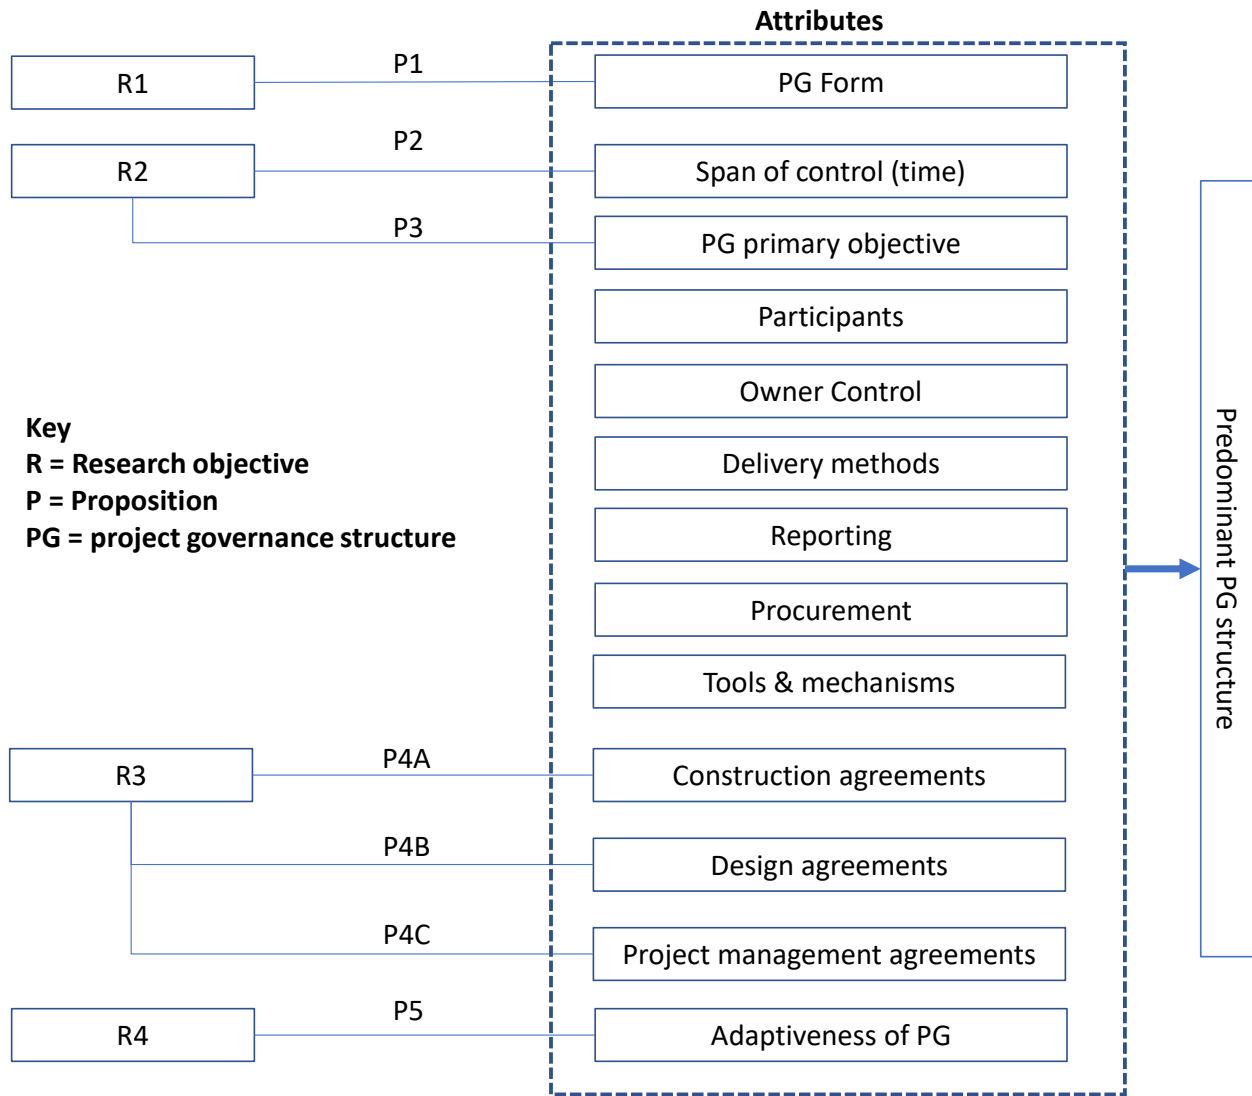 Attributes
R1
P1
PG Form
R2
P2
Span of control (time)
P3
PG primary objective
Participants
Owner Control
Key
R = Research objective
P = Proposition
PG = project governance structure
Delivery methods
Reporting
Procurement
Tools & mechanisms
R3
P4A
Construction agreements
P4B
Design agreements
P4C
Project management agreements
R4
P5
Adaptiveness of PG
Predominant PG structure